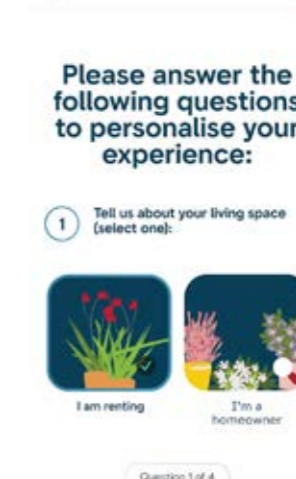 Please answer the
following questions
to personalise your
experience:
1
Tell us about your living space
(select one):
I am renting
I'm a
homeowner
Question 1 of 4